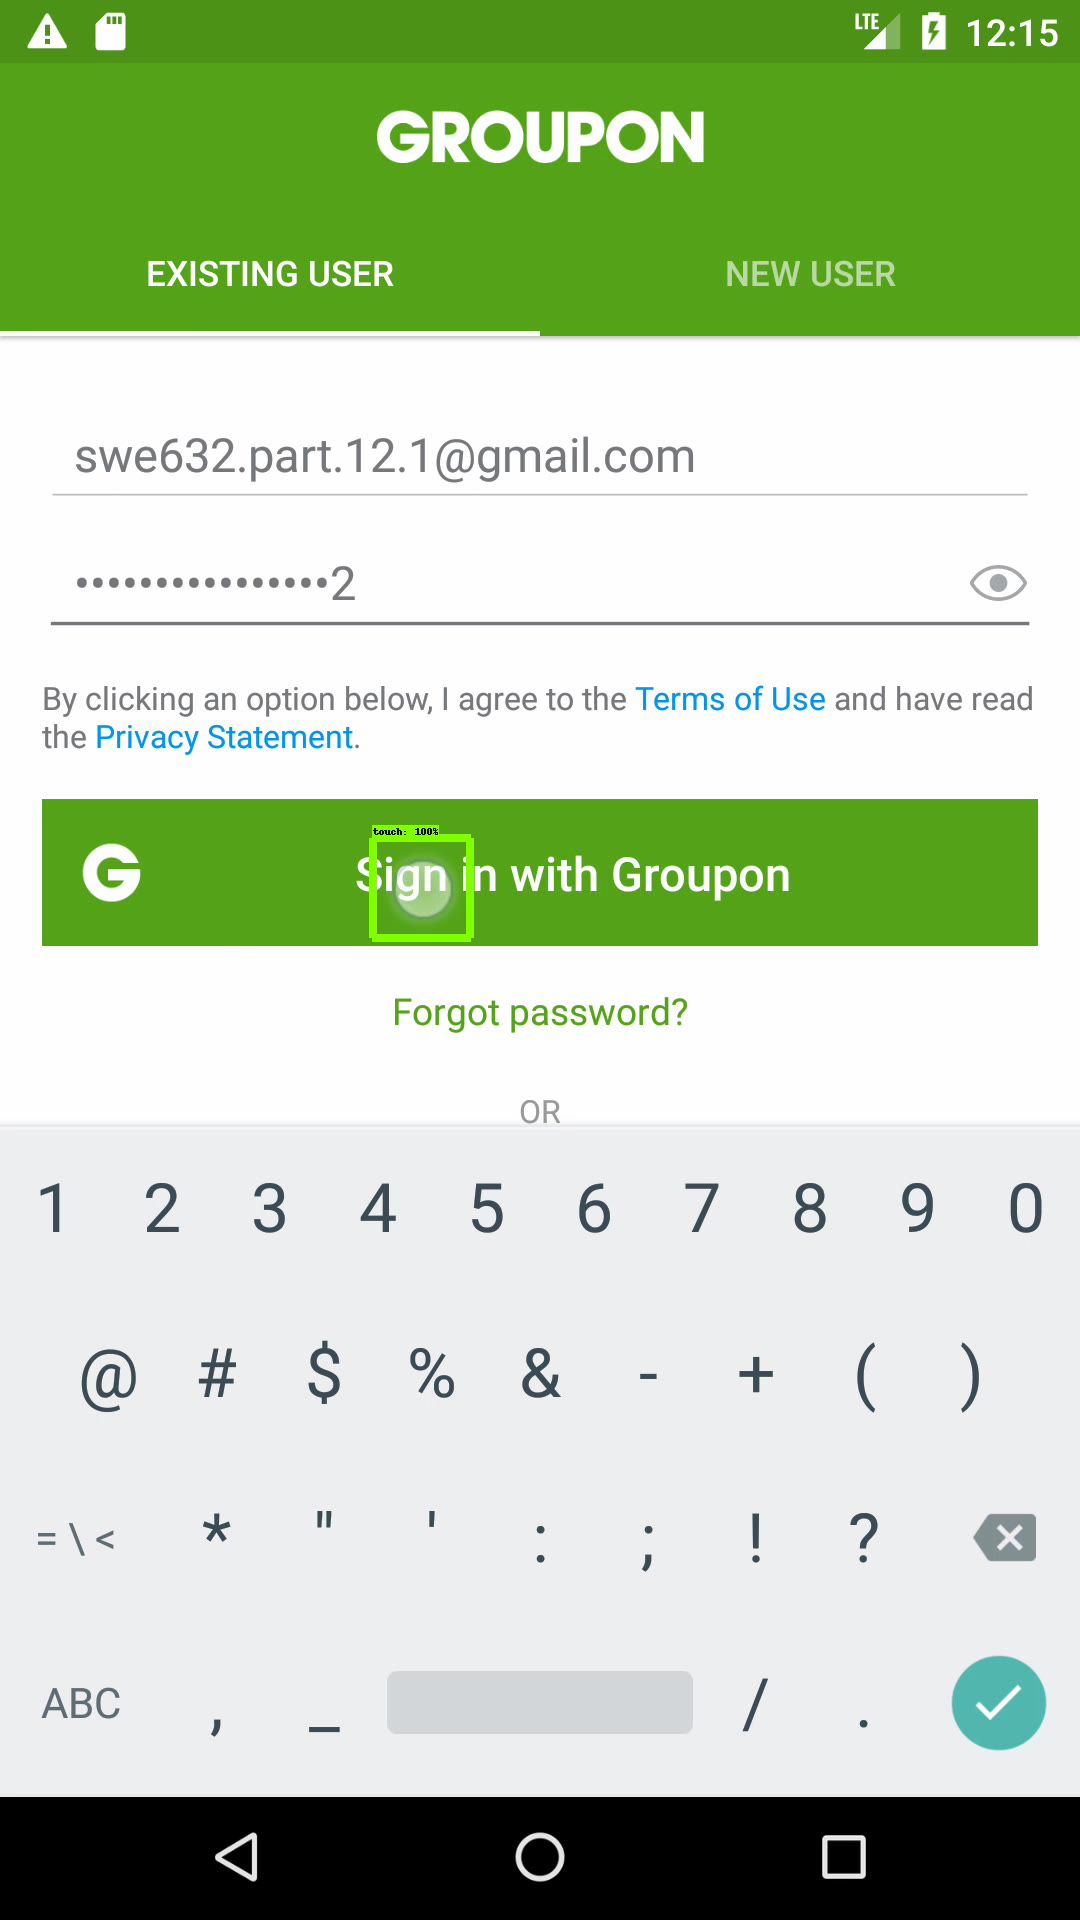 LTE 12:15
GROUPON
EXISTING USER NEW USER
swe632.part.12.1@gmail.com
••••••••••••••••2
By clicking an option below, I agree to the Terms of Use and have read
the Privacy Statement.
touch: 100%
G Sign in with Groupon
Forgot password?
OR
1 2 3 4 5 6 7 8 9 0
@ # $ % & - + ( )
= \ < * " ' : ; ! ?
ABC , _ / .